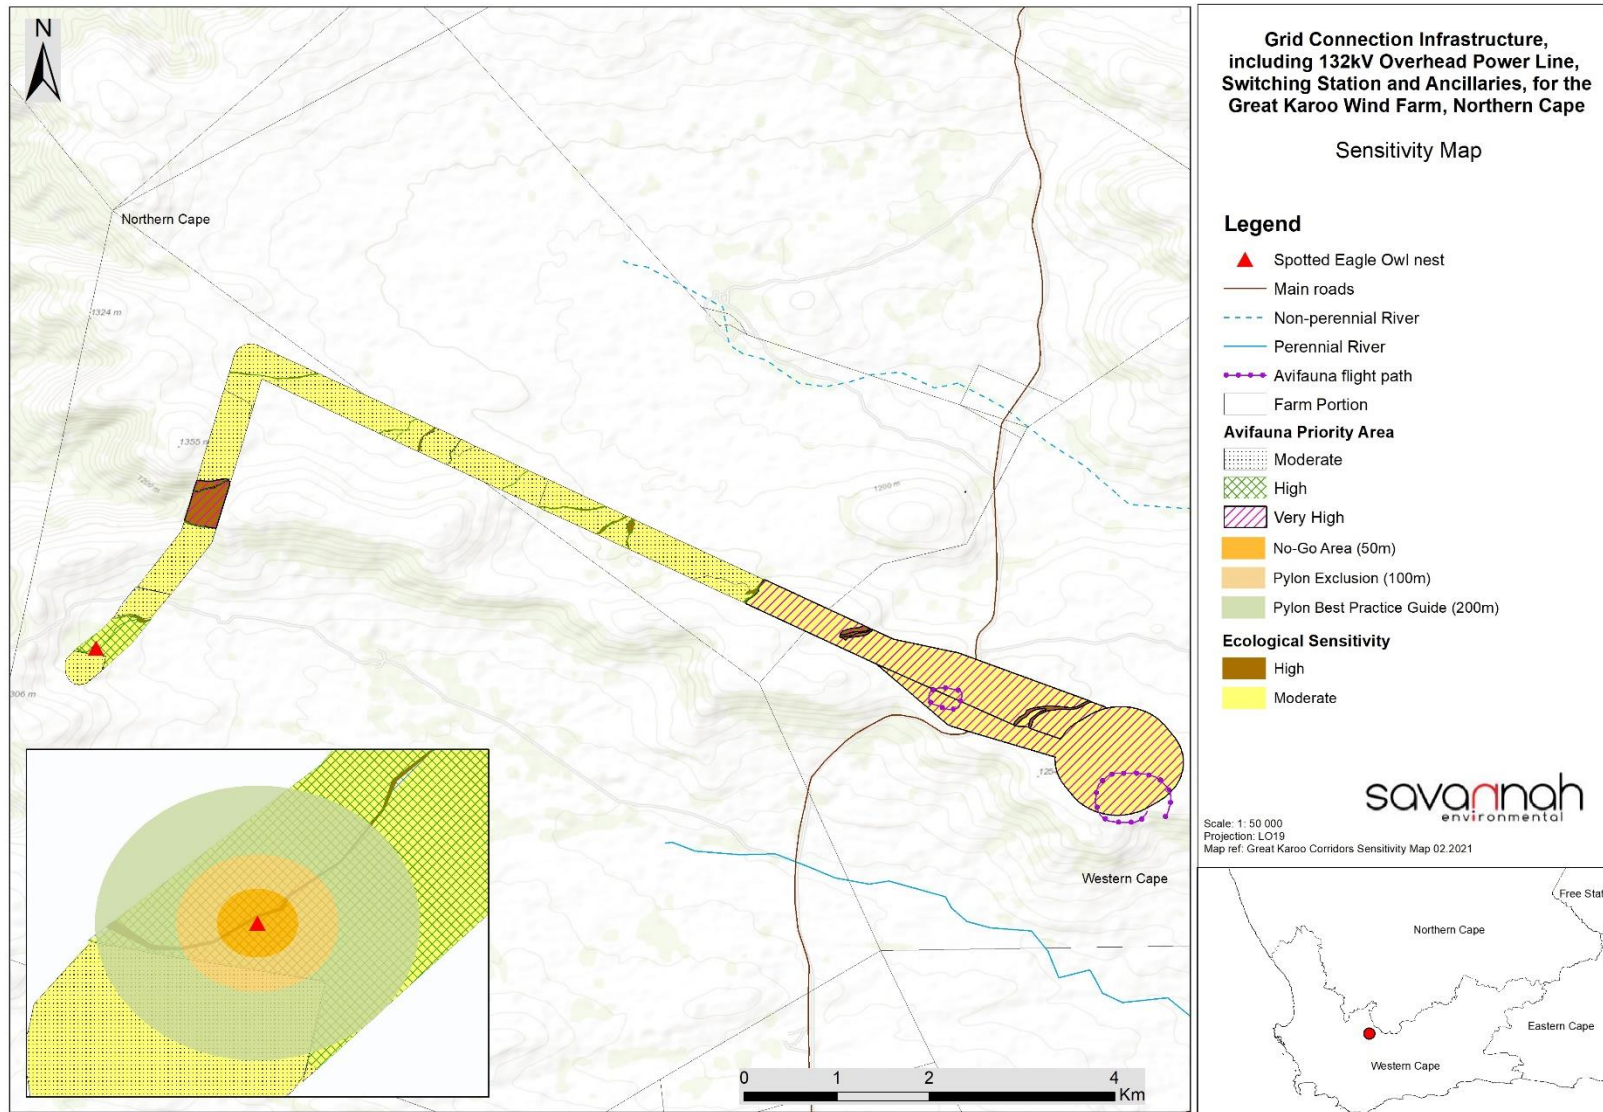 N
Northern Cape
1324 m
1355 m
1200 m
1200 m
306 m
125
Western Cape
0 1 2 4
Km
Grid Connection Infrastructure,
including 132kV Overhead Power Line,
Switching Station and Ancillaries, for the
Great Karoo Wind Farm, Northern Cape
Sensitivity Map
Legend
Spotted Eagle Owl nest
Main roads
Non-perennial River
Perennial River
Avifauna flight path
Farm Portion
Avifauna Priority Area
Moderate
High
Very High
No-Go Area (50m)
Pylon Exclusion (100m)
Pylon Best Practice Guide (200m)
Ecological Sensitivity
High
Moderate
savannah
environmental
Scale: 1: 50 000
Projection: LO19
Map ref: Great Karoo Corridors Sensitivity Map 02.2021
Free Stat
Northern Cape
Eastern Cape
Western Cape